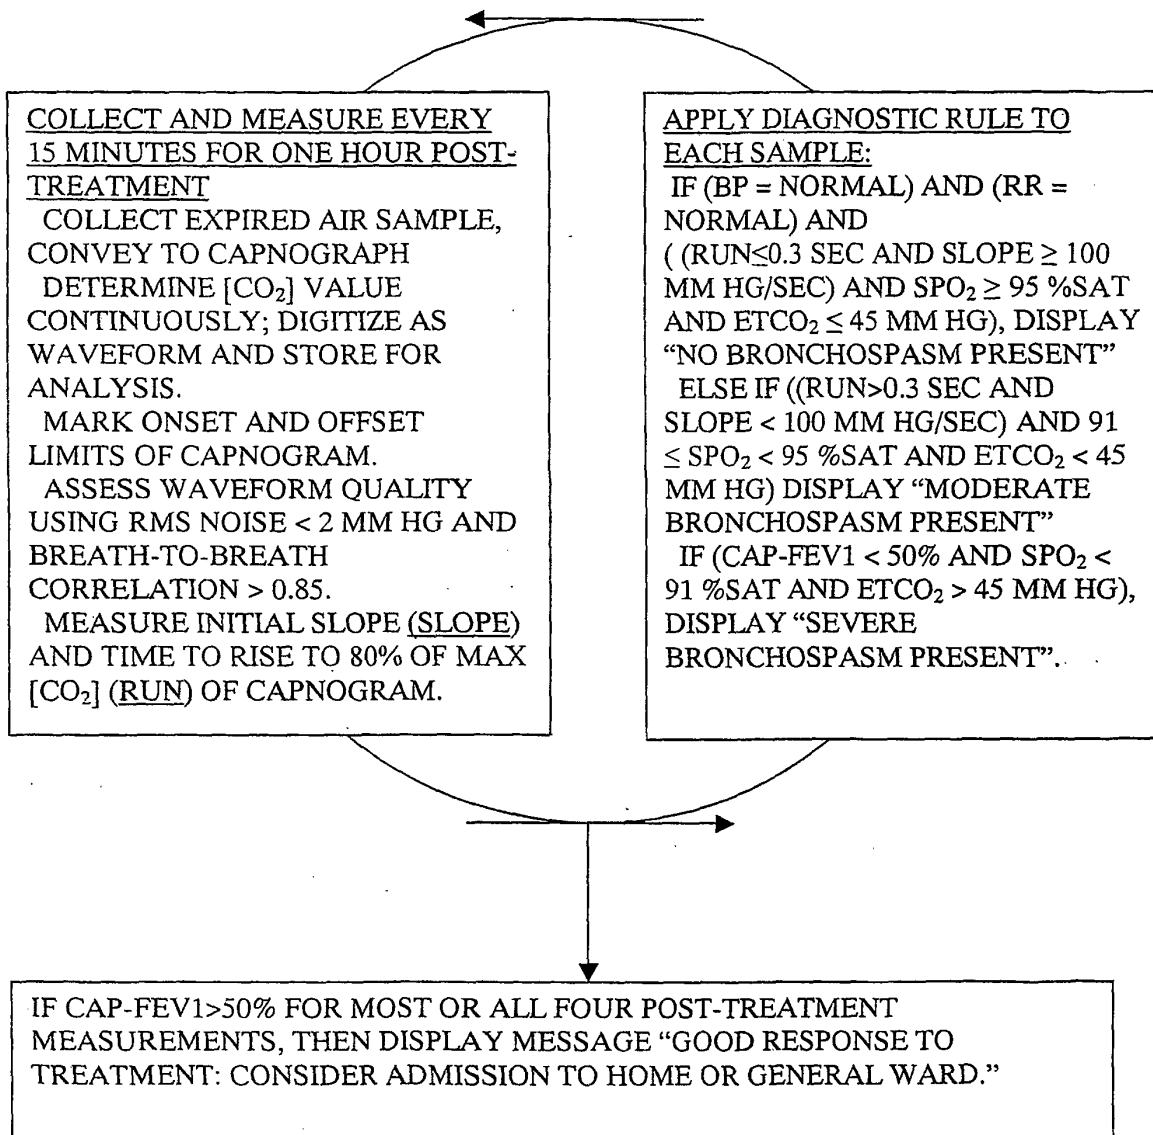 COLLECT AND MEASURE EVERY
15 MINUTES FOR ONE HOUR POST-
TREATMENT
COLLECT EXPIRED AIR SAMPLE,
CONVEY TO CAPNOGRAPH
DETERMINE [CO₂] VALUE
CONTINUOUSLY; DIGITIZE AS
WAVEFORM AND STORE FOR
ANALYSIS.
MARK ONSET AND OFFSET
LIMITS OF CAPNOGRAM.
ASSESS WAVEFORM QUALITY
USING RMS NOISE < 2 MM HG AND
BREATH-TO-BREATH
CORRELATION > 0.85.
MEASURE INITIAL SLOPE (SLOPE)
AND TIME TO RISE TO 80% OF MAX
[CO₂] (RUN) OF CAPNOGRAM.
APPLY DIAGNOSTIC RULE TO
EACH SAMPLE:
IF (BP = NORMAL) AND (RR =
NORMAL) AND
( (RUN≤0.3 SEC AND SLOPE ≥ 100
MM HG/SEC) AND SPO₂ ≥ 95 %SAT
AND ETCO₂ ≤ 45 MM HG), DISPLAY
“NO BRONCHOSPASM PRESENT”
ELSE IF ((RUN>0.3 SEC AND
SLOPE < 100 MM HG/SEC) AND 91
≤ SPO₂ < 95 %SAT AND ETCO₂ < 45
MM HG) DISPLAY “MODERATE
BRONCHOSPASM PRESENT”
IF (CAP-FEV1 < 50% AND SPO₂ <
91 %SAT AND ETCO₂ > 45 MM HG),
DISPLAY “SEVERE
BRONCHOSPASM PRESENT”.
IF CAP-FEV1>50% FOR MOST OR ALL FOUR POST-TREATMENT
MEASUREMENTS, THEN DISPLAY MESSAGE “GOOD RESPONSE TO
TREATMENT: CONSIDER ADMISSION TO HOME OR GENERAL WARD.”